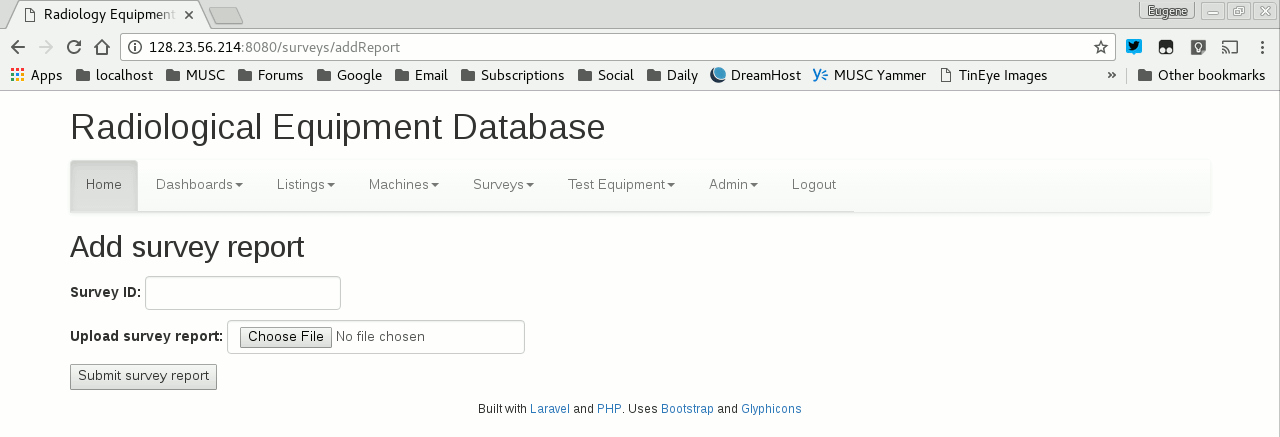 Radiology Equipment
Eugene
128.23.56.214:8080/surveys/addReport
Apps localhost MUSC Forums Google Email Subscriptions Social Daily DreamHost MUSC Yammer TinEye Images » Other bookmarks
Radiological Equipment Database
Home Dashboards Listings Machines Surveys Test Equipment Admin Logout
Add survey report
Survey ID:
Upload survey report: Choose File No file chosen
Submit survey report
Built with Laravel and PHP. Uses Bootstrap and Glyphicons